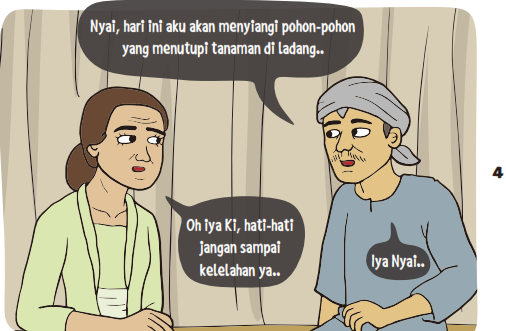 Nyai, hari ini aku akan menyiangi pohon-pohon
yang menutupi tanaman di ladang..
Oh iya Ki, hati-hati
jangan sampai
kelelahan ya..
Iya Nyai..
4